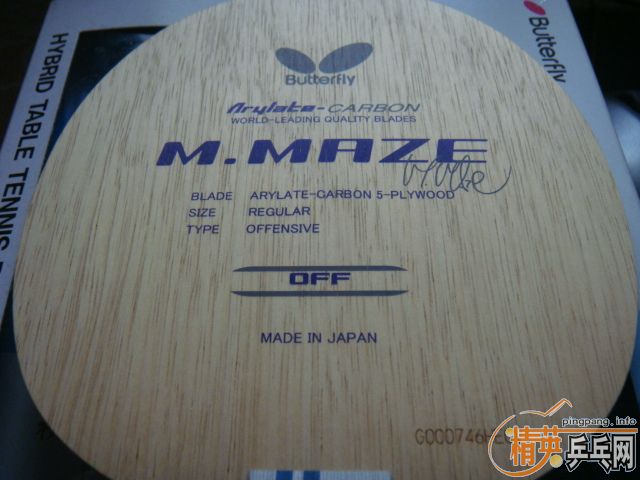 HYBRID TABLE TENNIS
Butterfly
Butterfly
Arylate-CARBON
WORLD-LEADING QUALITY BLADES
M.MAZE
BLADE ARYLATE-CARBON 5-PLYWOOD
SIZE REGULAR
TYPE OFFENSIVE
OFF
MADE IN JAPAN
G000746
pingpang.info
精英乒乓网